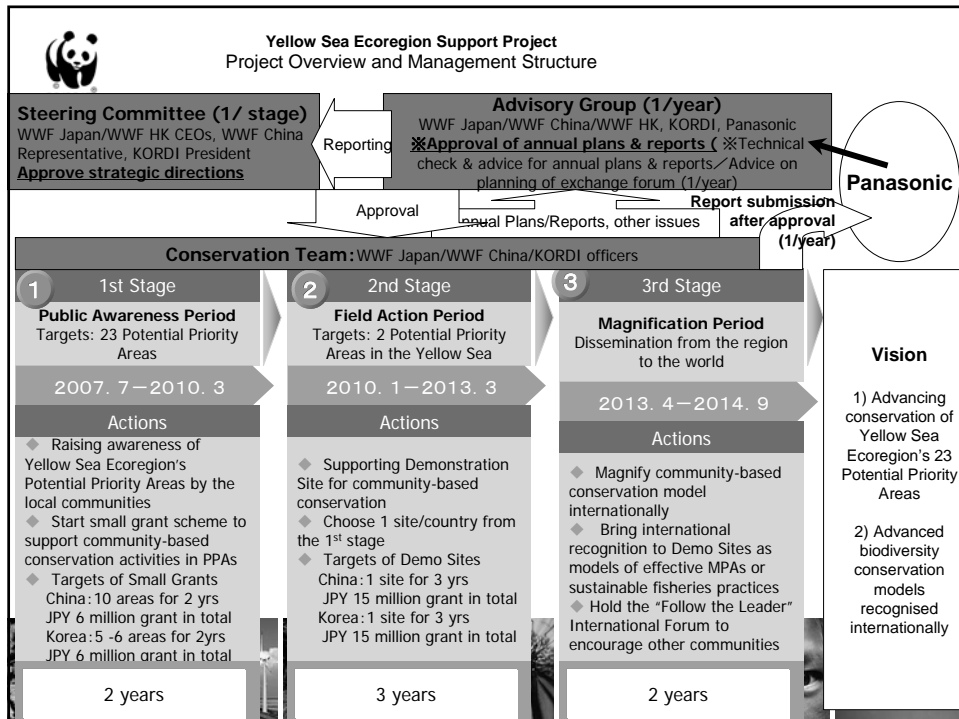 Yellow Sea Ecoregion Support Project
Project Overview and Management Structure
Steering Committee (1/ stage)
WWF Japan/WWF HK CEOs, WWF China
Representative, KORDI President
Approve strategic directions
Reporting
Advisory Group (1/year)
WWF Japan/WWF China/WWF HK, KORDI, Panasonic
※Approval of annual plans & reports ( ※Technical
check & advice for annual plans & reports／Advice on
planning of exchange forum (1/year)
Panasonic
Approval
Plans/Reports, other issues
Report submission
after approval
(1/year)
Conservation Team: WWF Japan/WWF China/KORDI officers
1
1st Stage
Public Awareness Period
Targets: 23 Potential Priority
Areas
2007. 7－2010. 3
Actions
◆ Raising awareness of
Yellow Sea Ecoregion's
Potential Priority Areas by the
local communities
◆ Start small grant scheme to
support community-based
conservation activities in PPAs
◆ Targets of Small Grants
China: 10 areas for 2 yrs
JPY 6 million grant in total
Korea: 5 -6 areas for 2yrs
JPY 6 million grant in total
2 years
2
2nd Stage
Field Action Period
Targets: 2 Potential Priority
Areas in the Yellow Sea
2010. 1－2013. 3
Actions
◆ Supporting Demonstration
Site for community-based
conservation
◆ Choose 1 site/country from
the 1st stage
◆ Targets of Demo Sites
China: 1 site for 3 yrs
JPY 15 million grant in total
Korea: 1 site for 3 yrs
JPY 15 million grant in total
3 years
3
3rd Stage
Magnification Period
Dissemination from the region
to the world
2013. 4－2014. 9
Actions
◆ Magnify community-based
conservation model
internationally
◆ Bring international
recognition to Demo Sites as
models of effective MPAs or
sustainable fisheries practices
◆ Hold the "Follow the Leader"
International Forum to
encourage other communities
2 years
Vision
1) Advancing
conservation of
Yellow Sea
Ecoregion's 23
Potential Priority
Areas
2) Advanced
biodiversity
conservation
models
recognised
internationally